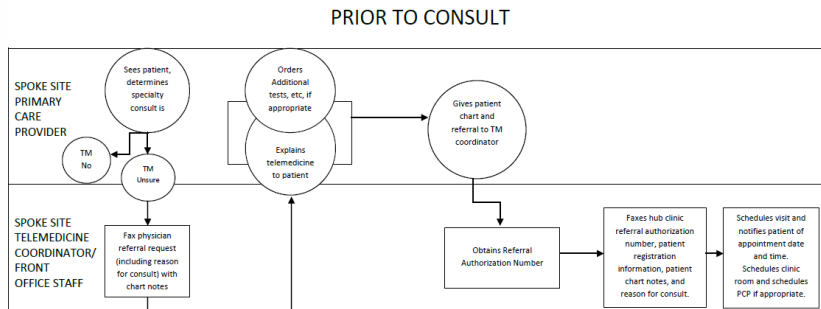 PRIOR TO CONSULT
SPOKE SITE
PRIMARY
CARE
PROVIDER
Sees patient,
determines
specialty
consult is
TM
No
TM
Unsure
Orders
Additional
tests, etc, if
appropriate
Explains
telemedicine
to patient
Gives patient
chart and
referral to TM
coordinator
SPOKE SITE
TELEMEDICINE
COORDINATOR/
FRONT
OFFICE STAFF
Fax physician
referral request
(including reason
for consult) with
chart notes
Obtains Referral
Authorization Number
Faxes hub clinic
referral authorization
number, patient
registration
information, patient
chart notes, and
reason for consult.
Schedules visit and
notifies patient of
appointment date
and time.
Schedules clinic
room and schedules
PCP if appropriate.